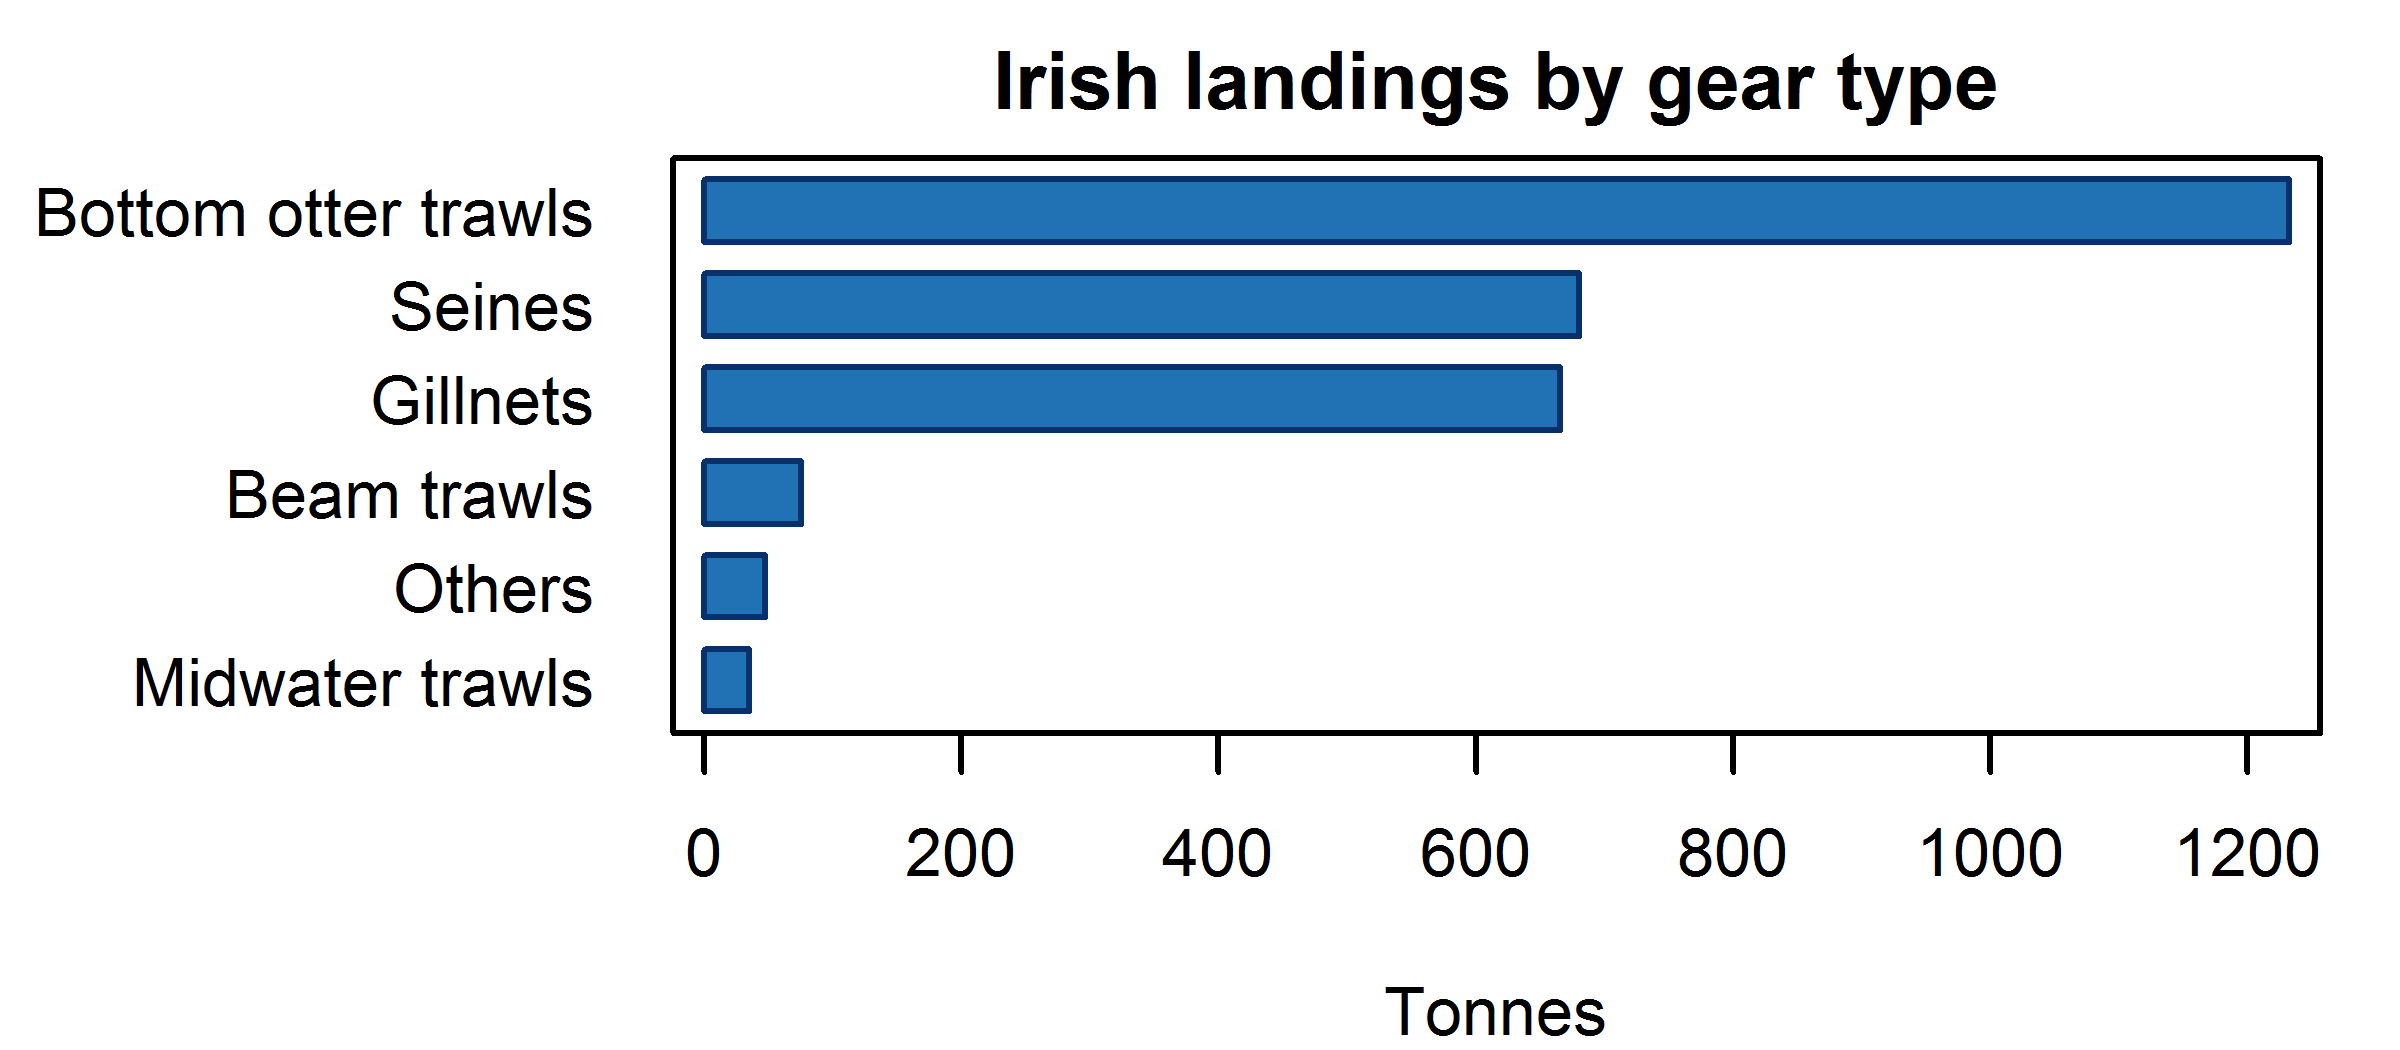 Irish landings by gear type
Bottom otter trawls
Seines
Gillnets
Beam trawls
Others
Midwater trawls
0 200 400 600 800 1000 1200
Tonnes